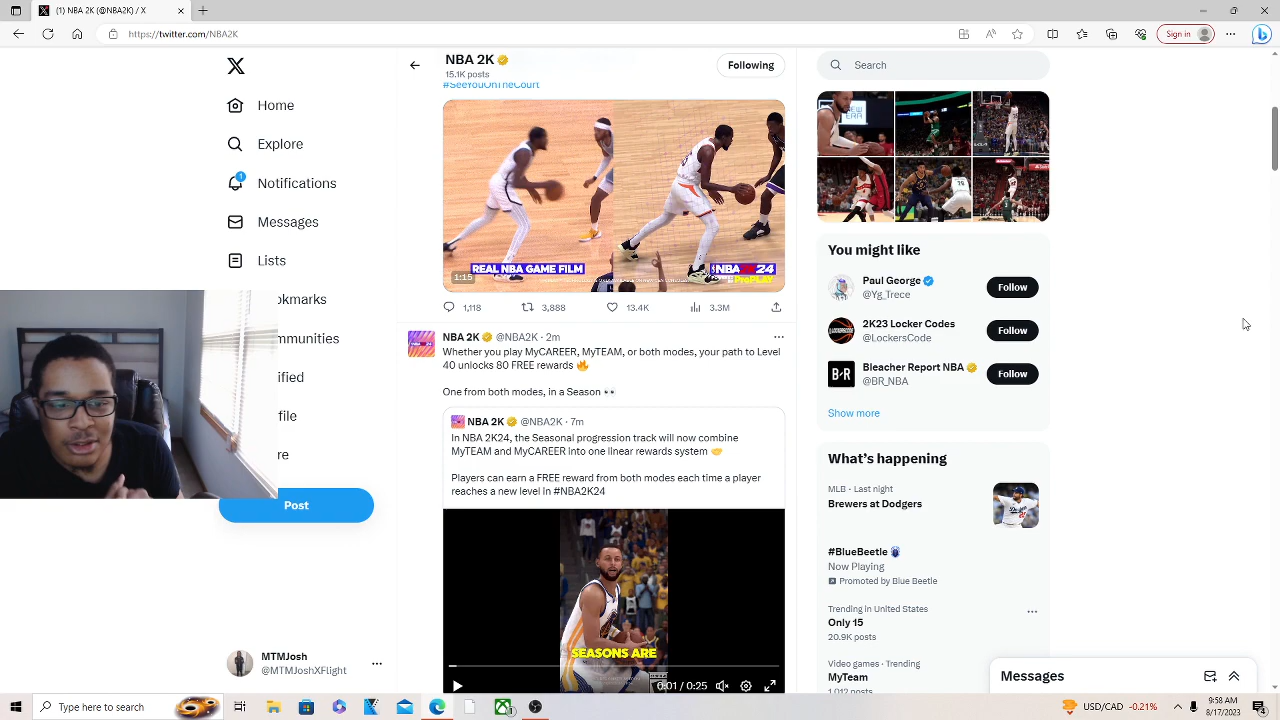 (1) NBA 2K (@NBA2K) / X
https://twitter.com/NBA2K
Sign in
NBA 2K
15.1K posts
Following
Search
Home
Explore
1
Notifications
Messages
Lists
okmarks
mmunities
ified
file
re
Post
MTMJosh
@MTMJoshXFlight
#SeeYouOnTheCourt
REAL NBA GAME FILM
NBA 2K24
ProPLAY
1:15
1,118
3,888
13.4K
3.3M
NBA 2K @NBA2K · 2m
Whether you play MyCAREER, MyTEAM, or both modes, your path to Level
40 unlocks 80 FREE rewards 🔥
One from both modes, in a Season 👀
NBA 2K @NBA2K · 7m
In NBA 2K24, the Seasonal progression track will now combine
MyTEAM and MyCAREER into one linear rewards system 🤝
Players can earn a FREE reward from both modes each time a player
reaches a new level in #NBA2K24
SEASONS ARE
0:01 / 0:25
You might like
Paul George
@Yg_Trece
Follow
2K23 Locker Codes
@LockersCode
Follow
B/R
Bleacher Report NBA
@BR_NBA
Follow
Show more
What's happening
MLB · Last night
Brewers at Dodgers
#BlueBeetle
Now Playing
Promoted by Blue Beetle
Trending in United States
Only 15
20.9K posts
Video games · Trending
MyTeam
1,012 posts
Messages
Type here to search
USD/CAD -0.21%
9:58 AM
8/17/2023